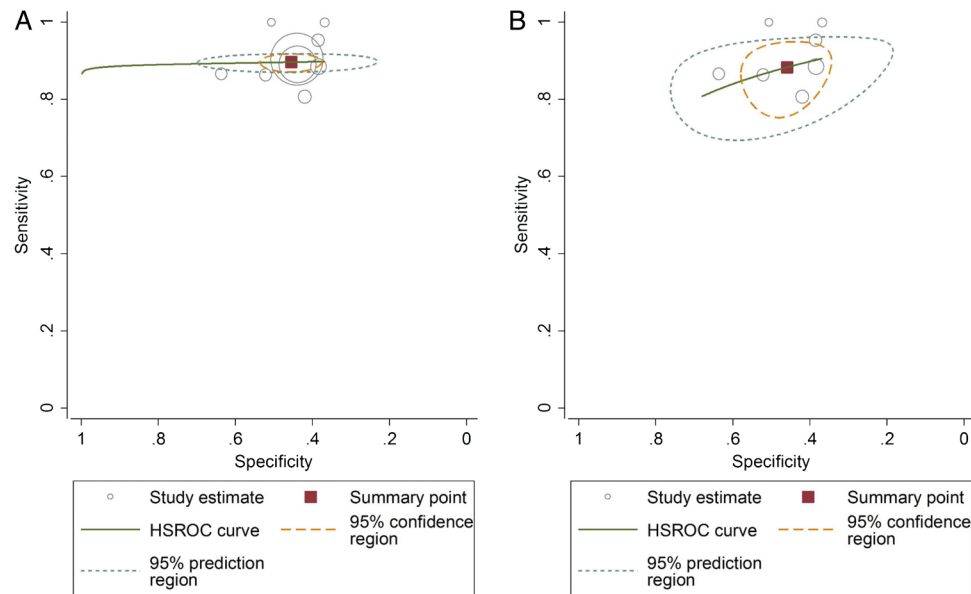 A
1
.8
.6
.4
.2
0
Sensitivity
1 .8 .6 .4 .2 0
Specificity
Study estimate Summary point
HSROC curve 95% confidence
region
95% prediction
region
B
1
.8
.6
.4
.2
0
Sensitivity
1 .8 .6 .4 .2 0
Specificity
Study estimate Summary point
HSROC curve 95% confidence
region
95% prediction
region